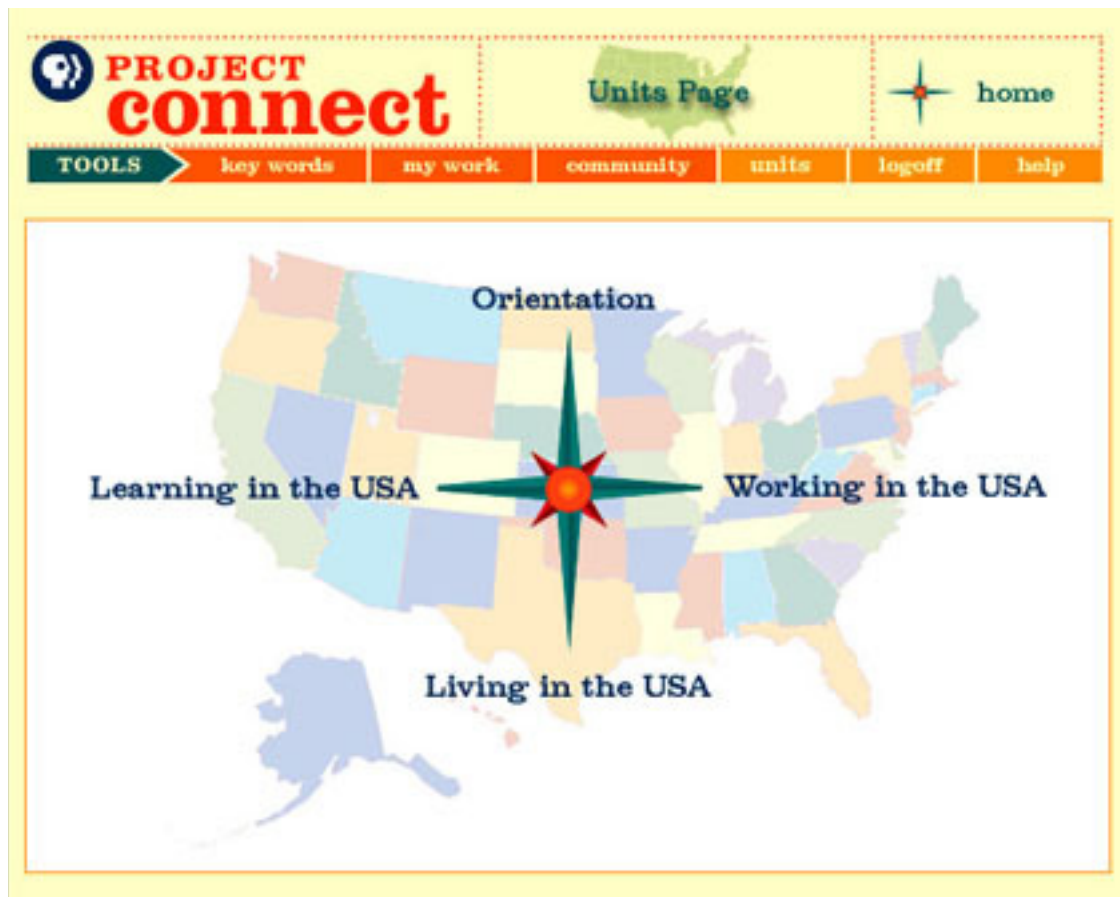 PROJECT
connect
Units Page
home
TOOLS key words my work community units logoff help
Orientation
Learning in the USA
Working in the USA
Living in the USA